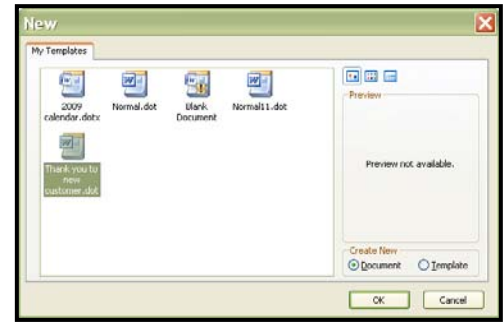 New
My Templates
2009 calendar.dotx
Normal.dot
Blank Document
Normal11.dot
Thank you to new customer.dot
Preview
Preview not available.
Create New
Document
Template
OK
Cancel